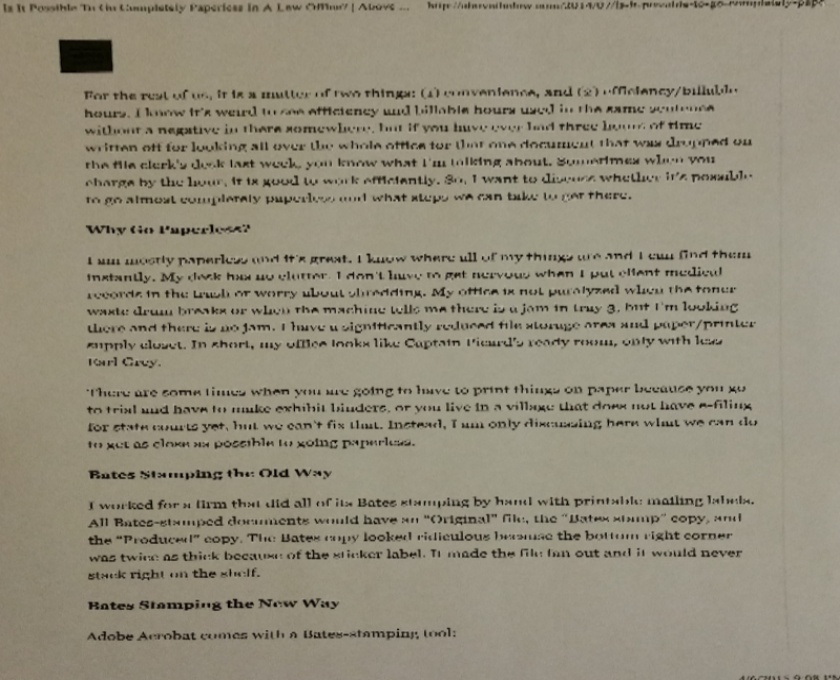 Is It Possible To Go Completely Paperless In A Law Office? | Above ... http://abovethelaw.com/2014/07/is-it-possible-to-go-completely-pape...
For the rest of us, it is a matter of two things: (1) convenience, and (2) efficiency/billable
hours. I know it's weird to see efficiency and billable hours used in the same sentence
without a negative in there somewhere, but if you have ever had three hours of time
written off for looking all over the whole office for that one document that was dropped on
the file clerk's desk last week, you know what I'm talking about. Sometimes when you
charge by the hour, it is good to work efficiently. So, I want to discuss whether it's possible
to go almost completely paperless and what steps we can take to get there.
Why Go Paperless?
I am mostly paperless and it's great. I know where all of my things are and I can find them
instantly. My desk has no clutter. I don't have to get nervous when I put client medical
records in the trash or worry about shredding. My office is not paralyzed when the toner
waste drum breaks or when the machine tells me there is a jam in tray 3, but I'm looking
there and there is no jam. I have a significantly reduced file storage area and paper/printer
supply closet. In short, my office looks like Captain Picard's ready room, only with less
Earl Grey.
There are some times when you are going to have to print things on paper because you go
to trial and have to make exhibit binders, or you live in a village that does not have e-filing
for state courts yet, but we can't fix that. Instead, I am only discussing here what we can do
to get as close as possible to going paperless.
Bates Stamping the Old Way
I worked for a firm that did all of its Bates stamping by hand with printable mailing labels.
All Bates-stamped documents would have an "Original" file, the "Bates stamp" copy, and
the "Produced" copy. The Bates copy looked ridiculous because the bottom right corner
was twice as thick because of the sticker label. It made the file fan out and it would never
stack right on the shelf.
Bates Stamping the New Way
Adobe Acrobat comes with a Bates-stamping tool:
4/6/2015 9:08 PM